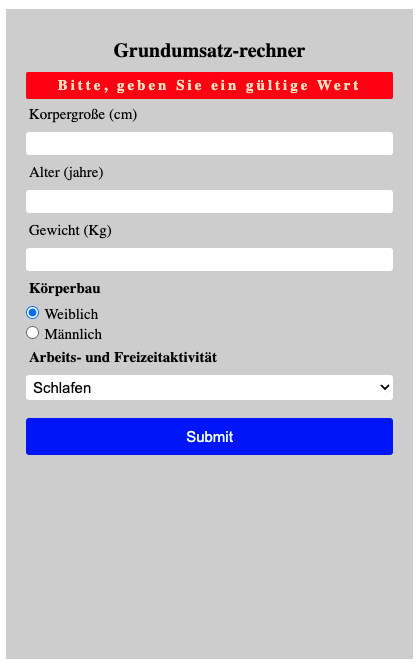 Grundumsatz-rechner
Bitte, geben Sie ein gültige Wert
Korpergroße (cm)
Alter (jahre)
Gewicht (Kg)
Körperbau
Weiblich
Männlich
Arbeits- und Freizeitaktivität
Schlafen
Submit